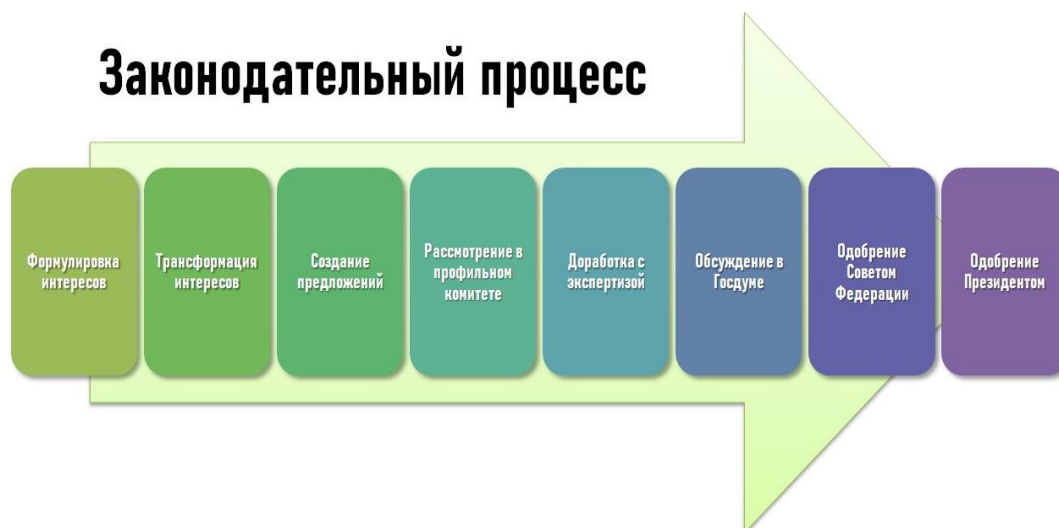 Законодательный процесс
Формулировка
интересов
Трансформация
интересов
Создание
предложений
Рассмотрение в
профильном
комитете
Доработка с
экспертизой
Обсуждение в
Госдуме
Одобрение
Советом
Федерации
Одобрение
Президентом